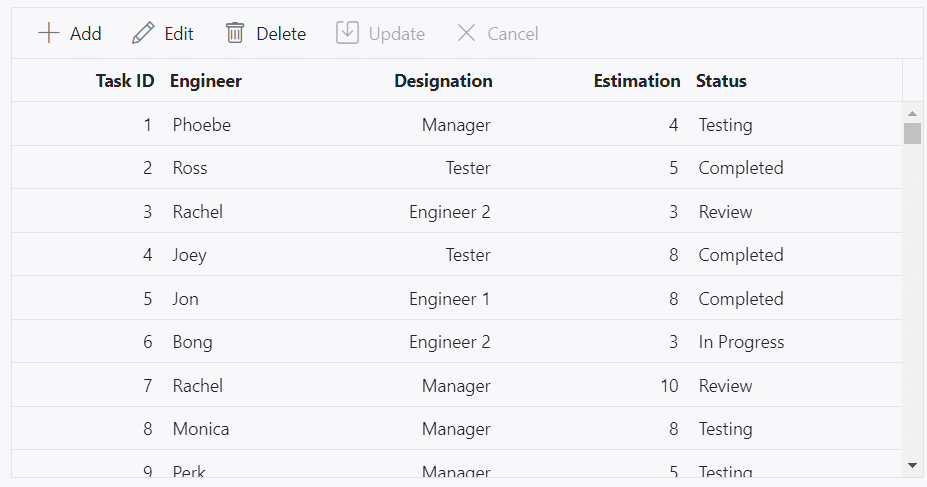 Add Edit Delete Update Cancel
Task ID Engineer Designation Estimation Status
1 Phoebe Manager 4 Testing
2 Ross Tester 5 Completed
3 Rachel Engineer 2 3 Review
4 Joey Tester 8 Completed
5 Jon Engineer 1 8 Completed
6 Bong Engineer 2 3 In Progress
7 Rachel Manager 10 Review
8 Monica Manager 8 Testing
9 Perk Manager 5 Testing